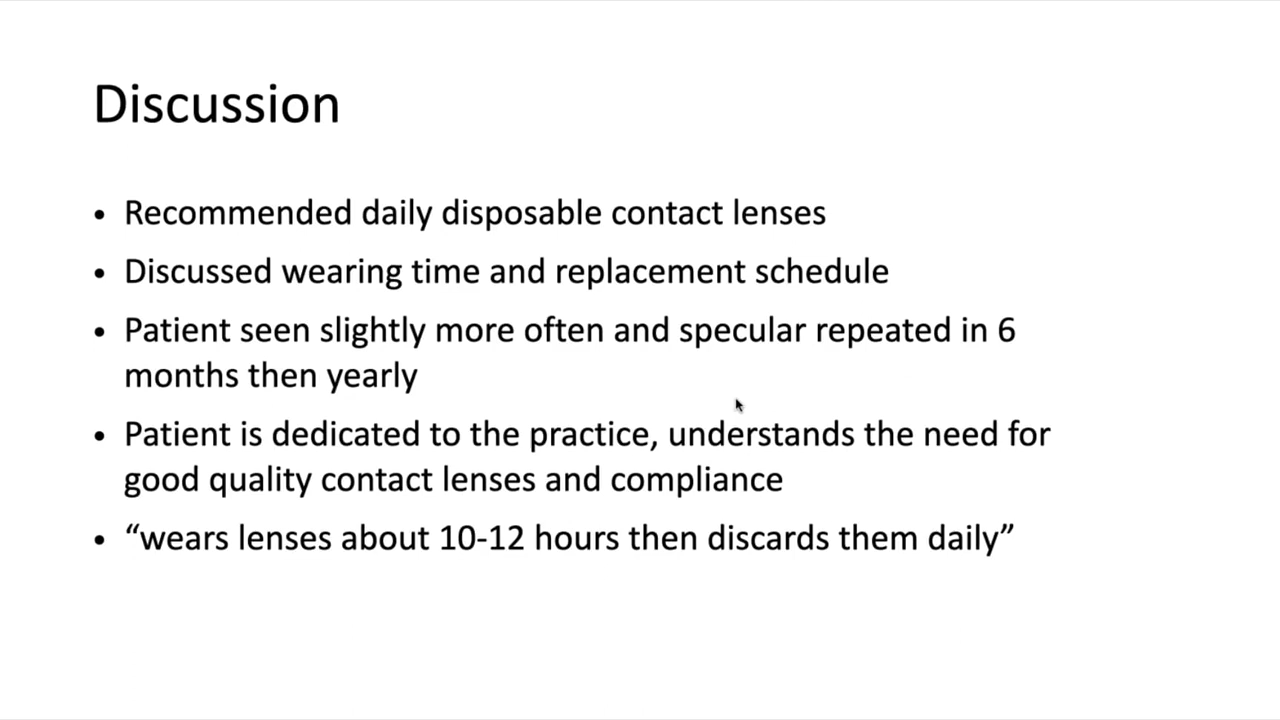 Discussion
• Recommended daily disposable contact lenses
• Discussed wearing time and replacement schedule
• Patient seen slightly more often and specular repeated in 6
months then yearly
• Patient is dedicated to the practice, understands the need for
good quality contact lenses and compliance
• “wears lenses about 10-12 hours then discards them daily”